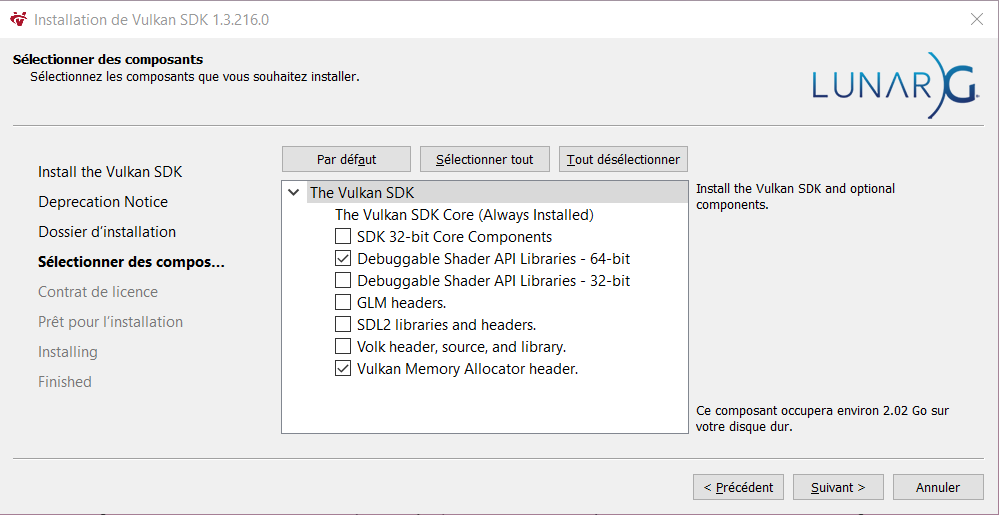 Installation de Vulkan SDK 1.3.216.0
Sélectionner des composants
Sélectionnez les composants que vous souhaitez installer.
LUNAR)G
Install the Vulkan SDK
Deprecation Notice
Dossier d'installation
Sélectionner des compos...
Contrat de licence
Prêt pour l'installation
Installing
Finished
Par défaut
Sélectionner tout
Tout désélectionner
The Vulkan SDK
The Vulkan SDK Core (Always Installed)
SDK 32-bit Core Components
Debuggable Shader API Libraries - 64-bit
Debuggable Shader API Libraries - 32-bit
GLM headers.
SDL2 libraries and headers.
Volk header, source, and library.
Vulkan Memory Allocator header.
Install the Vulkan SDK and optional
components.
Ce composant occupera environ 2.02 Go sur
votre disque dur.
< Précédent
Suivant >
Annuler